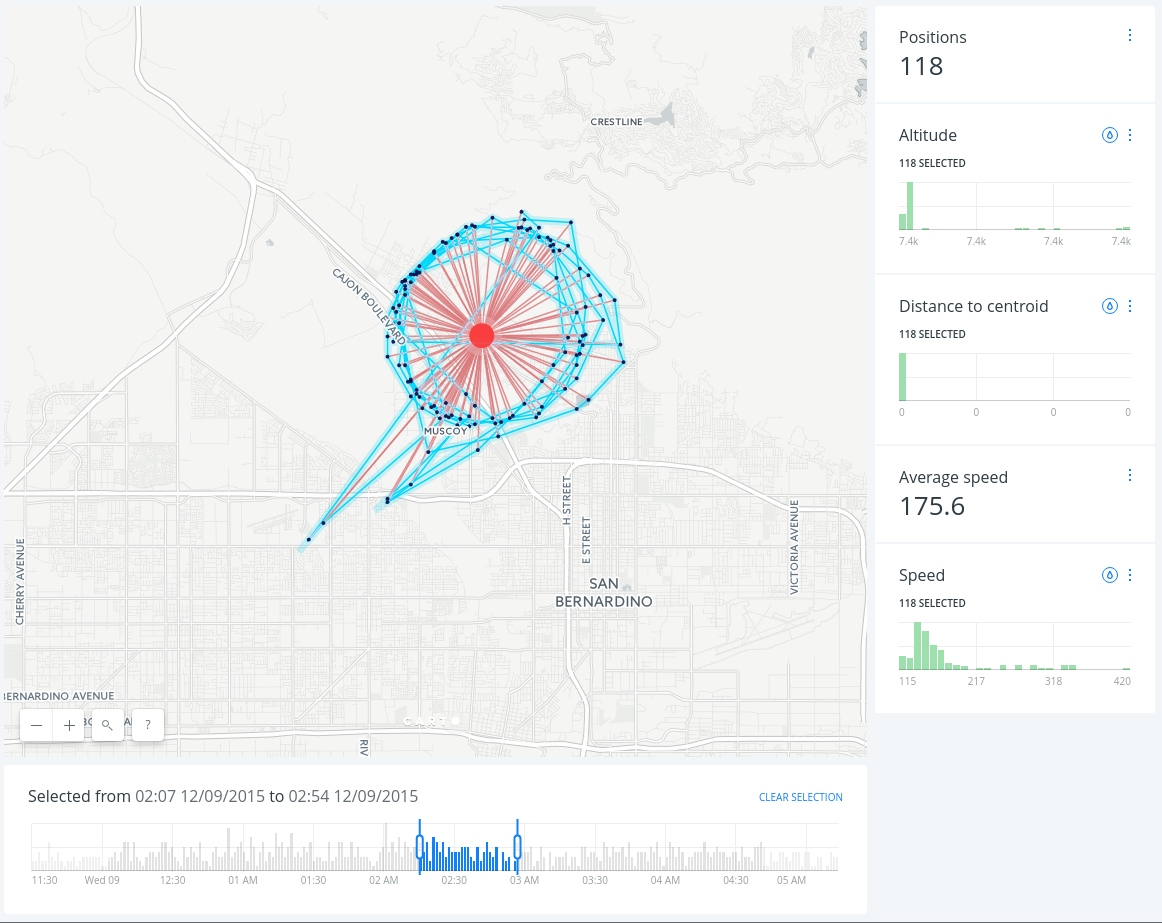 CRESTLINE
CAJON BOULEVARD
MUSCOY
H STREET
E STREET
VICTORIA AVENUE
CHERRY AVENUE
SAN
BERNARDINO
BERNARDINO AVENUE
RIV
CARTO
− + ?
Positions
118
Altitude
118 SELECTED
7.4k 7.4k 7.4k 7.4k
Distance to centroid
118 SELECTED
0 0 0 0
Average speed
175.6
Speed
118 SELECTED
115 217 318 420
Selected from 02:07 12/09/2015 to 02:54 12/09/2015
CLEAR SELECTION
11:30 Wed 09 12:30 01 AM 01:30 02 AM 02:30 03 AM 03:30 04 AM 04:30 05 AM